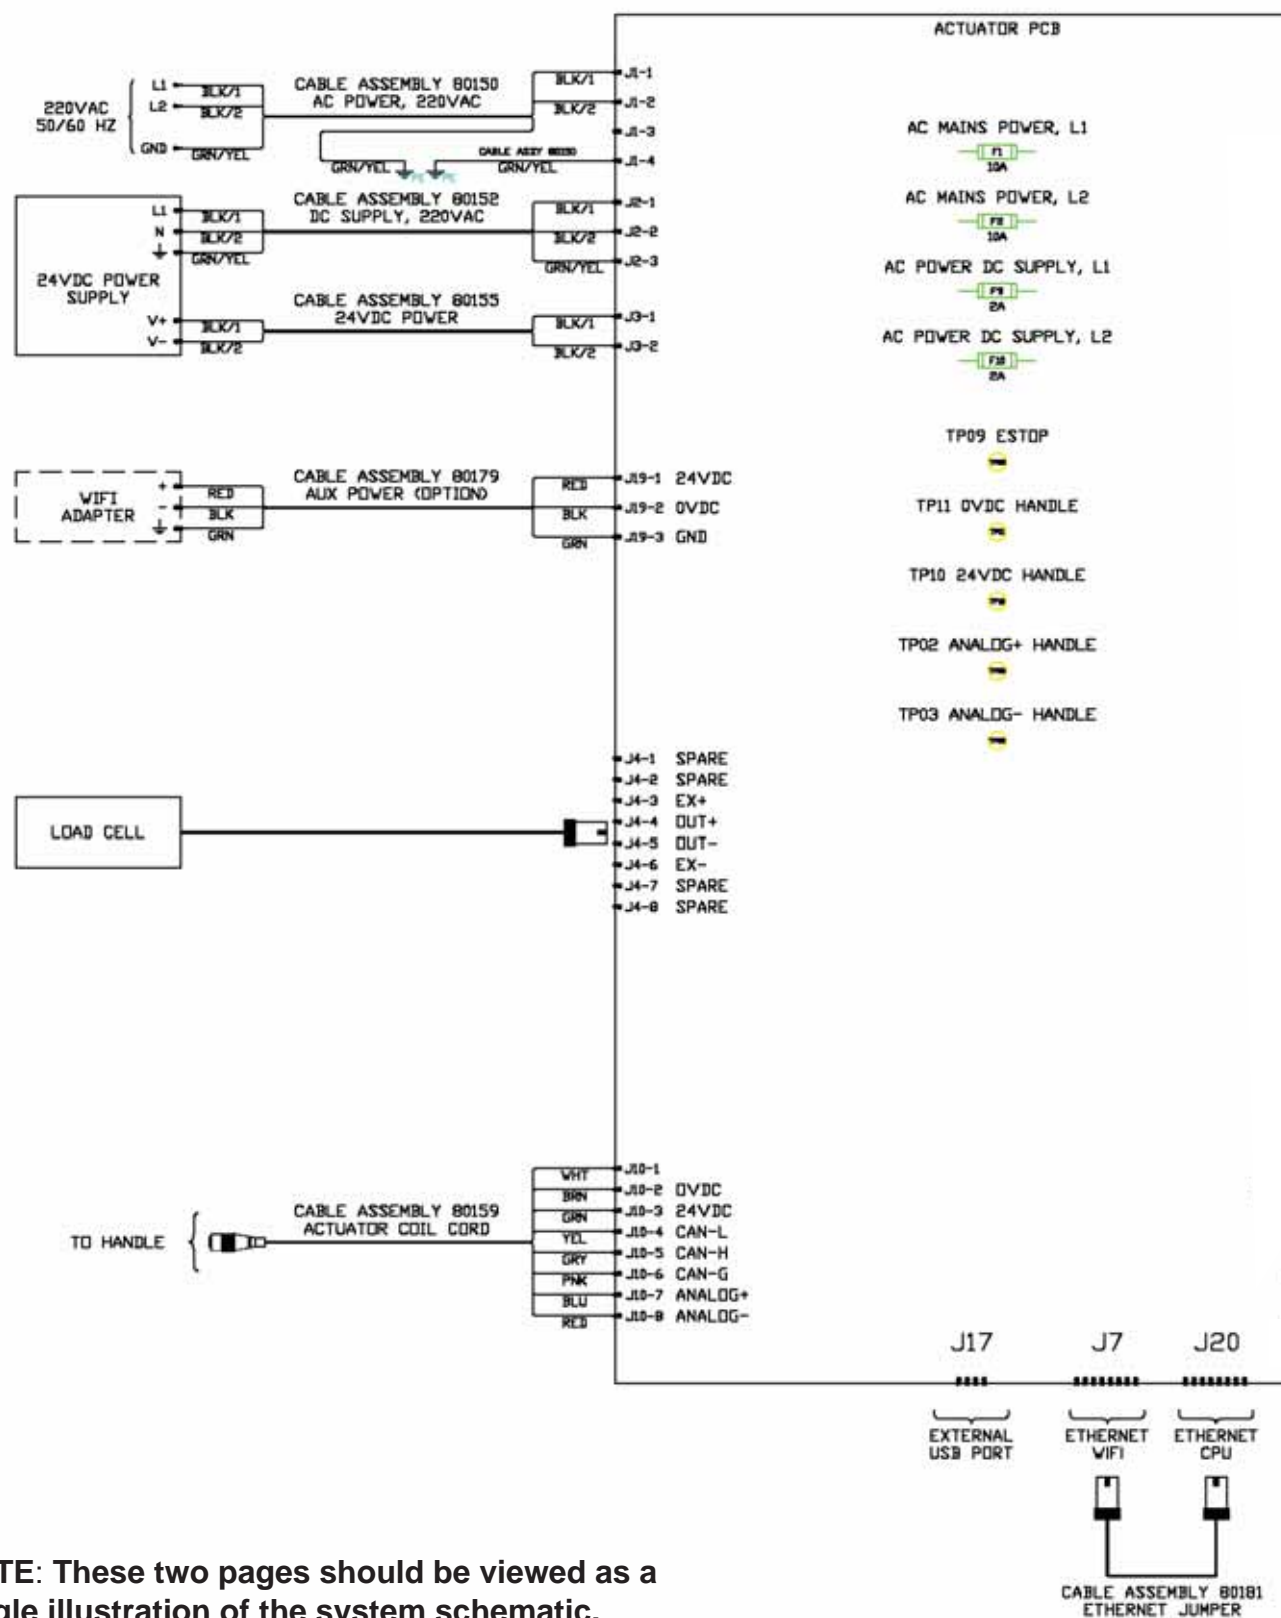 ACTUATOR PCB
220VAC
50/60 HZ
L1
L2
GND
BLK/1
BLK/2
GRN/YEL
CABLE ASSEMBLY 80150
AC POWER, 220VAC
BLK/1
BLK/2
GRN/YEL
PE
PE
CABLE ASSY 80150
GRN/YEL
J1-1
J1-2
J1-3
J1-4
24VDC POWER
SUPPLY
L1
N
BLK/1
BLK/2
GRN/YEL
CABLE ASSEMBLY 80152
DC SUPPLY, 220VAC
BLK/1
BLK/2
GRN/YEL
J2-1
J2-2
J2-3
V+
V-
BLK/1
BLK/2
CABLE ASSEMBLY 80155
24VDC POWER
BLK/1
BLK/2
J3-1
J3-2
AC MAINS POWER, L1
F1
10A
AC MAINS POWER, L2
F2
10A
AC POWER DC SUPPLY, L1
F9
2A
AC POWER DC SUPPLY, L2
F10
2A
TP09 ESTOP
TP11 0VDC HANDLE
TP10 24VDC HANDLE
TP02 ANALOG+ HANDLE
TP03 ANALOG- HANDLE
WIFI
ADAPTER
+
-
RED
BLK
GRN
CABLE ASSEMBLY 80179
AUX POWER (OPTION)
RED
BLK
GRN
J19-1 24VDC
J19-2 0VDC
J19-3 GND
LOAD CELL
J4-1 SPARE
J4-2 SPARE
J4-3 EX+
J4-4 OUT+
J4-5 OUT-
J4-6 EX-
J4-7 SPARE
J4-8 SPARE
TO HANDLE
CABLE ASSEMBLY 80159
ACTUATOR COIL CORD
WHT
BRN
GRN
YEL
GRY
PNK
BLU
RED
J10-1
J10-2 0VDC
J10-3 24VDC
J10-4 CAN-L
J10-5 CAN-H
J10-6 CAN-G
J10-7 ANALOG+
J10-8 ANALOG-
J17
J7
J20
EXTERNAL
USB PORT
ETHERNET
WIFI
ETHERNET
CPU
CABLE ASSEMBLY 80181
ETHERNET JUMPER
TE: These two pages should be viewed as a
gle illustration of the system schematic.